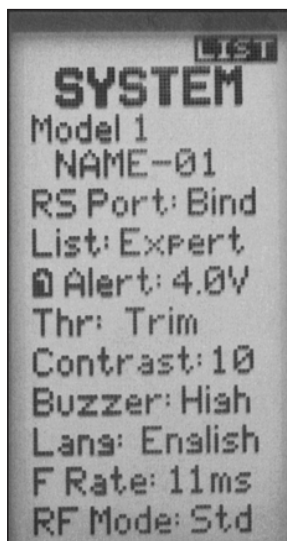 LIST
SYSTEM
Model 1
NAME-01
RS Port: Bind
List: Expert
Alert: 4.0V
Thr: Trim
Contrast: 10
Buzzer: High
Lang: English
F Rate: 11ms
RF Mode: Std